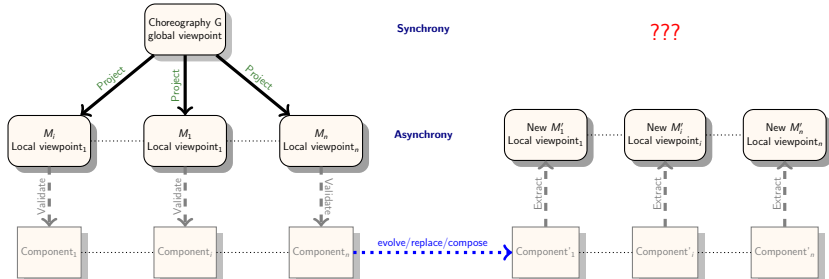 Choreography G
global viewpoint
Synchrony
???
Project
Project
Project
M_i
Local viewpoint_1
M_1
Local viewpoint_1
M_n
Local viewpoint_n
Asynchrony
New M'_1
Local viewpoint_1
New M'_i
Local viewpoint_i
New M'_n
Local viewpoint_n
Validate
Validate
Validate
Extract
Extract
Extract
Component_1
Component_i
Component_n
evolve/replace/compose
Component'_1
Component'_i
Component'_n